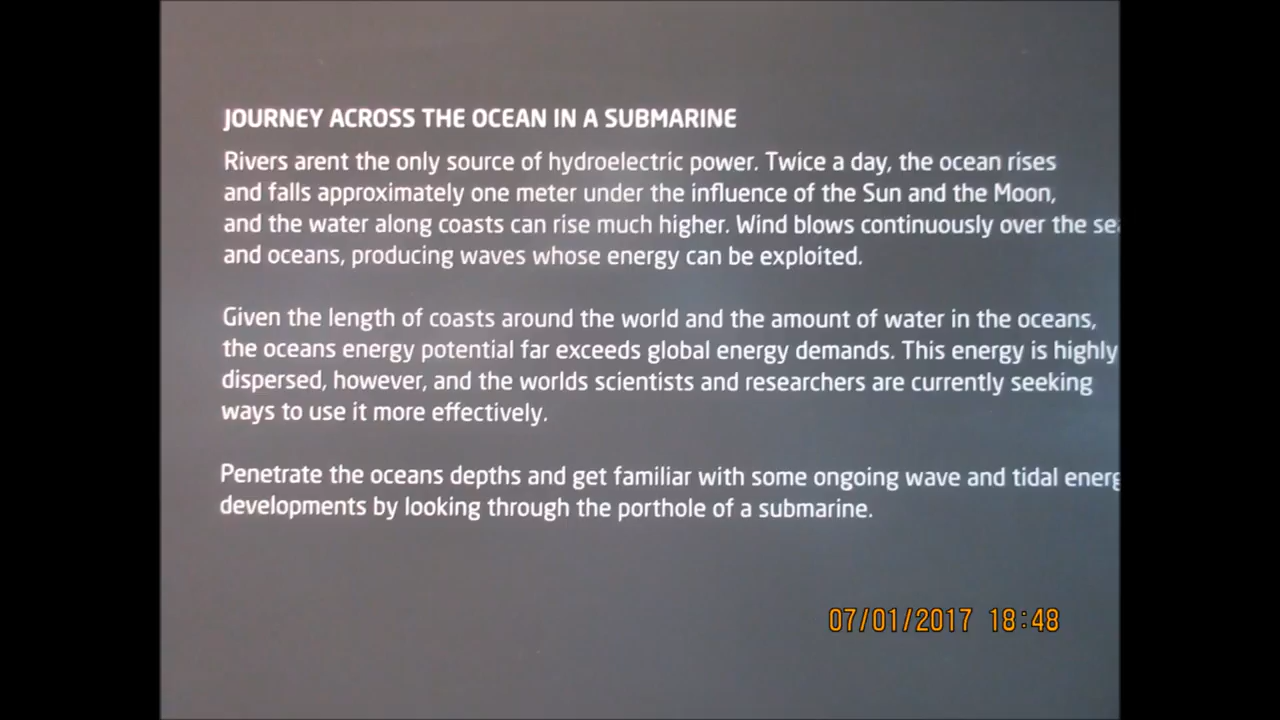 JOURNEY ACROSS THE OCEAN IN A SUBMARINE
Rivers arent the only source of hydroelectric power. Twice a day, the ocean rises
and falls approximately one meter under the influence of the Sun and the Moon,
and the water along coasts can rise much higher. Wind blows continuously over the
and oceans, producing waves whose energy can be exploited.
Given the length of coasts around the world and the amount of water in the oceans,
the oceans energy potential far exceeds global energy demands. This energy is highly
dispersed, however, and the worlds scientists and researchers are currently seeking
ways to use it more effectively.
Penetrate the oceans depths and get familiar with some ongoing wave and tidal
developments by looking through the porthole of a submarine.
07/01/2017 18:48